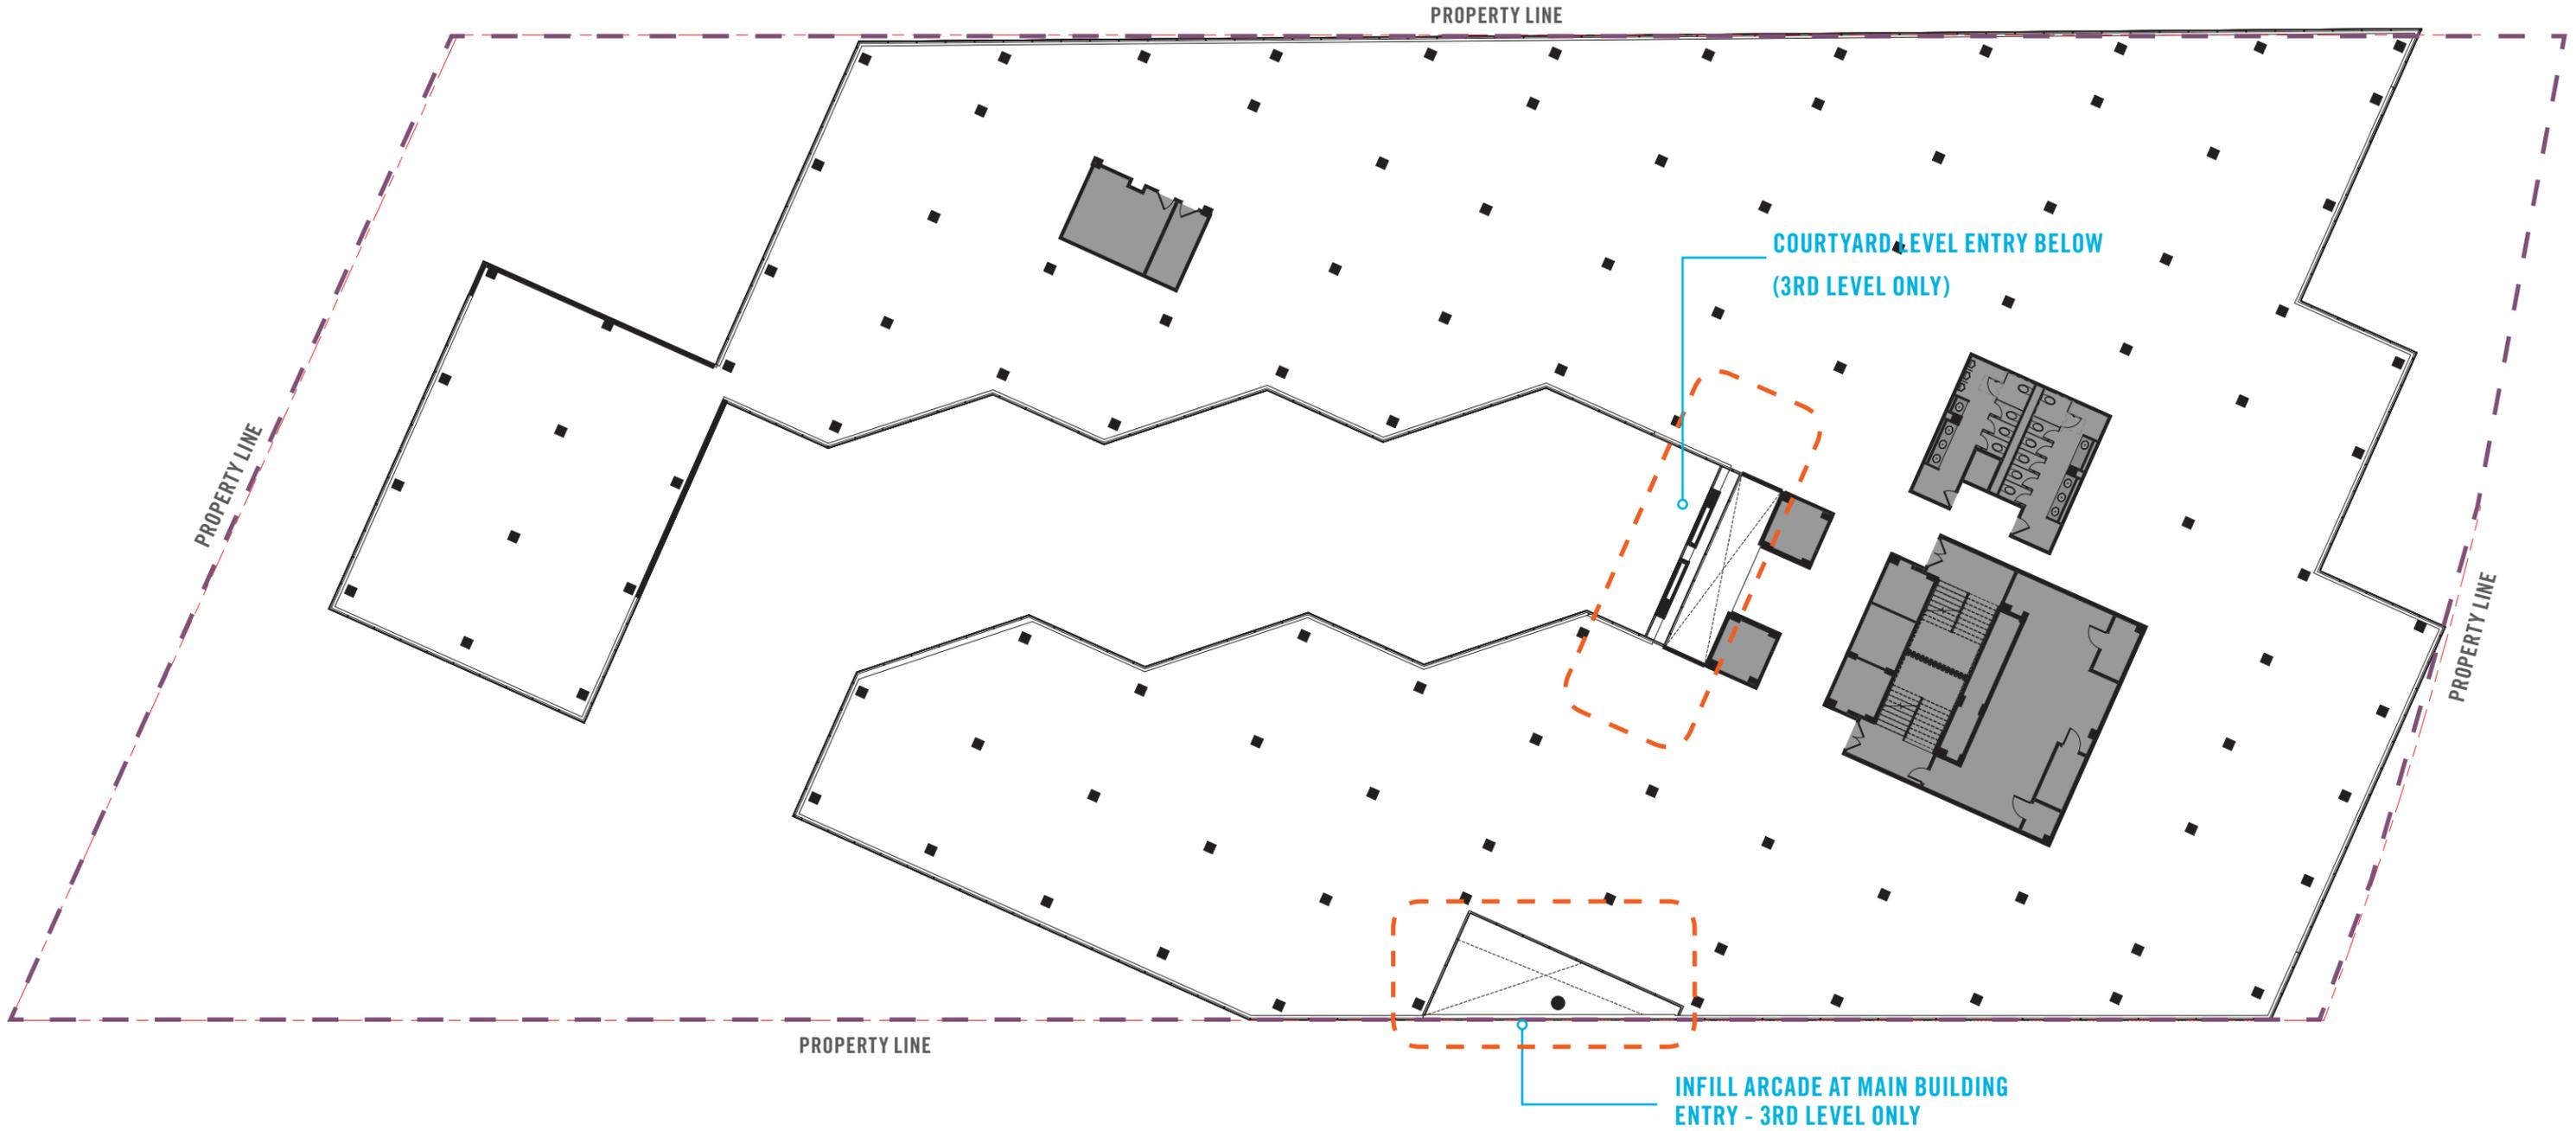 PROPERTY LINE
COURTYARD LEVEL ENTRY BELOW
(3RD LEVEL ONLY)
PROPERTY LINE
PROPERTY LINE
PROPERTY LINE
INFILL ARCADE AT MAIN BUILDING
ENTRY - 3RD LEVEL ONLY